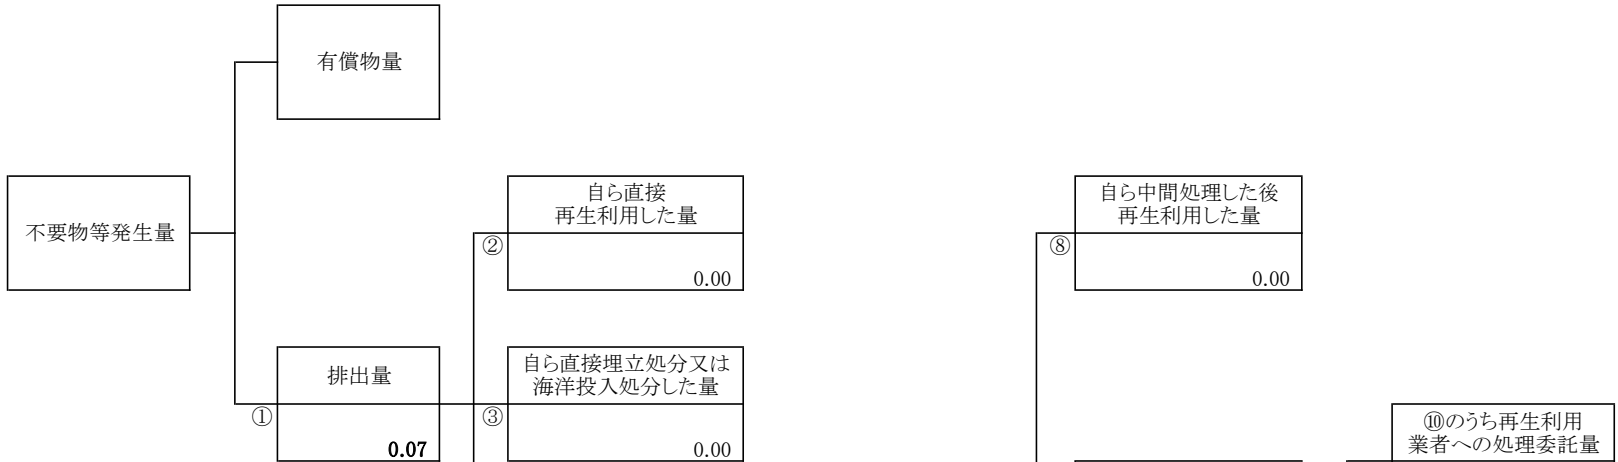 有償物量
不要物等発生量
自ら直接
再生利用した量
②
0.00
自ら中間処理した後
再生利用した量
⑧
0.00
排出量
①
0.07
自ら直接埋立処分又は
海洋投入処分した量
③
0.00
⑩のうち再生利用
業者への処理委託量